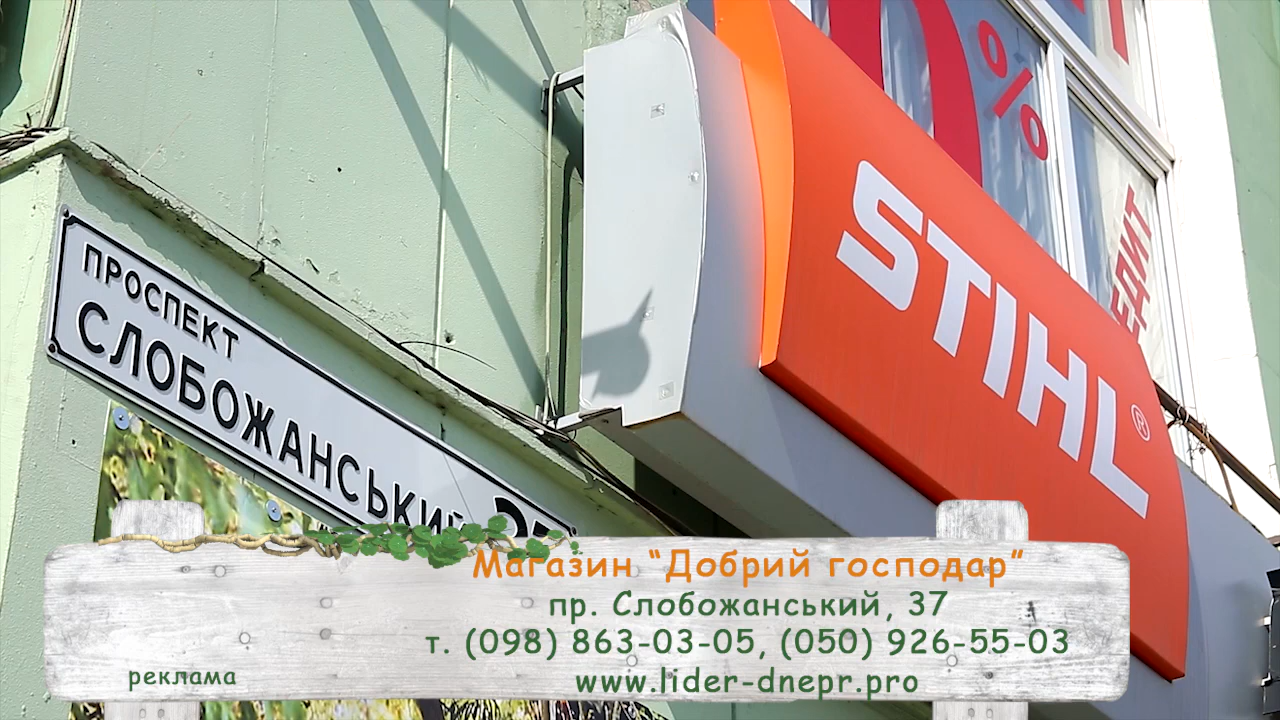 ПРОСПЕКТ
СЛОБОЖАНСЬКИЙ
%
STIHL®
Магазин “Добрий господар”
пр. Слобожанський, 37
т. (098) 863-03-05, (050) 926-55-03
www.lider-dnepr.pro
реклама